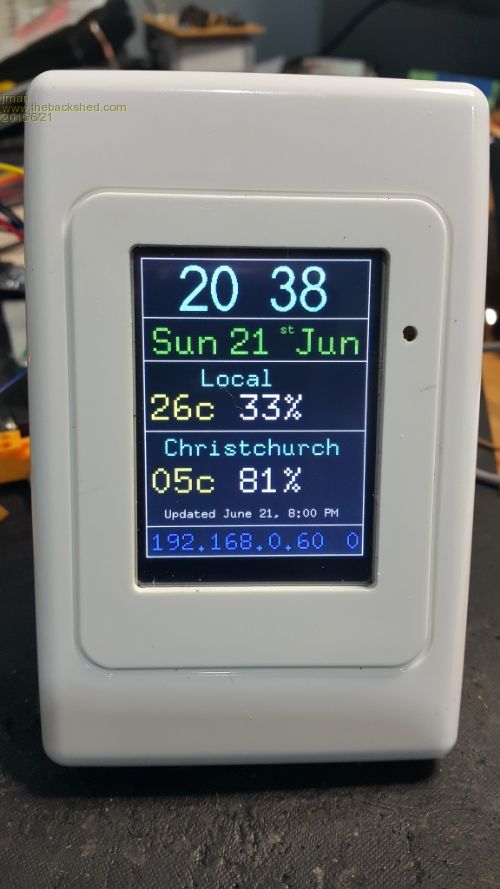 jman
www.thebackshed.com
2015/6/21
20 38
Sun 21 st Jun
Local
26c 33%
Christchurch
05c 81%
Updated June 21, 8:00 PM
192.168.0.60 0